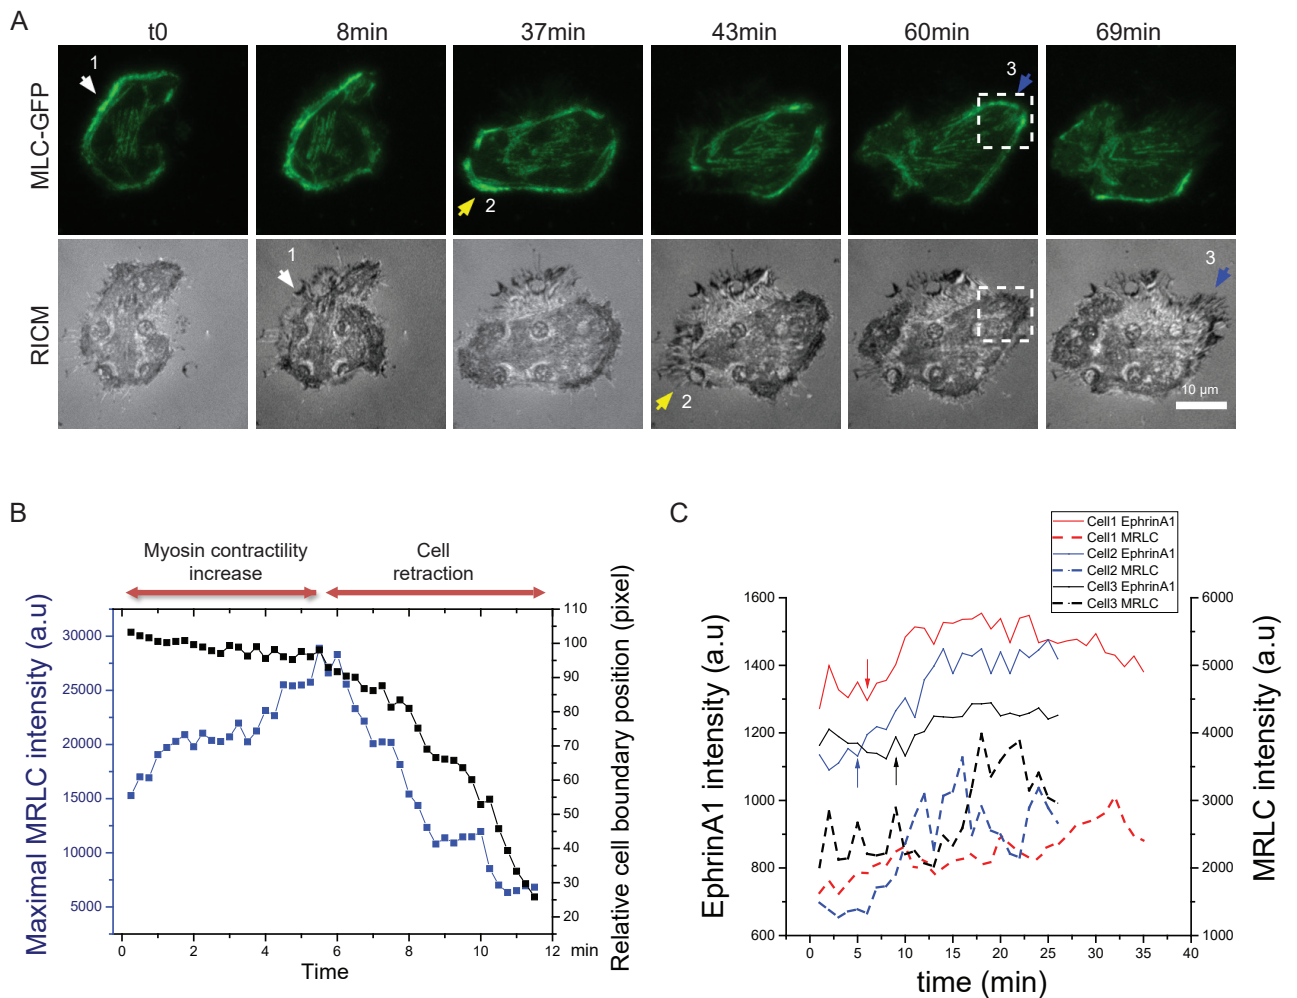 A
t0 8min 37min 43min 60min 69min
MLC-GFP
1
2
3
RICM
1
2
3
10 µm
B
Myosin contractility
increase
Cell
retraction
Maximal MRLC intensity (a.u)
30000
25000
20000
15000
10000
5000
110
100
90
80
70
60
50
40
30
20
Relative cell boundary position (pixel)
0 2 4 6 8 10 12 min
Time
C
Cell1 EphrinA1
Cell1 MRLC
Cell2 EphrinA1
Cell2 MRLC
Cell3 EphrinA1
Cell3 MRLC
EphrinA1 intensity (a.u)
1600
1400
1200
1000
800
600
6000
5000
4000
3000
2000
1000
MRLC intensity (a.u)
0 5 10 15 20 25 30 35 40
time (min)